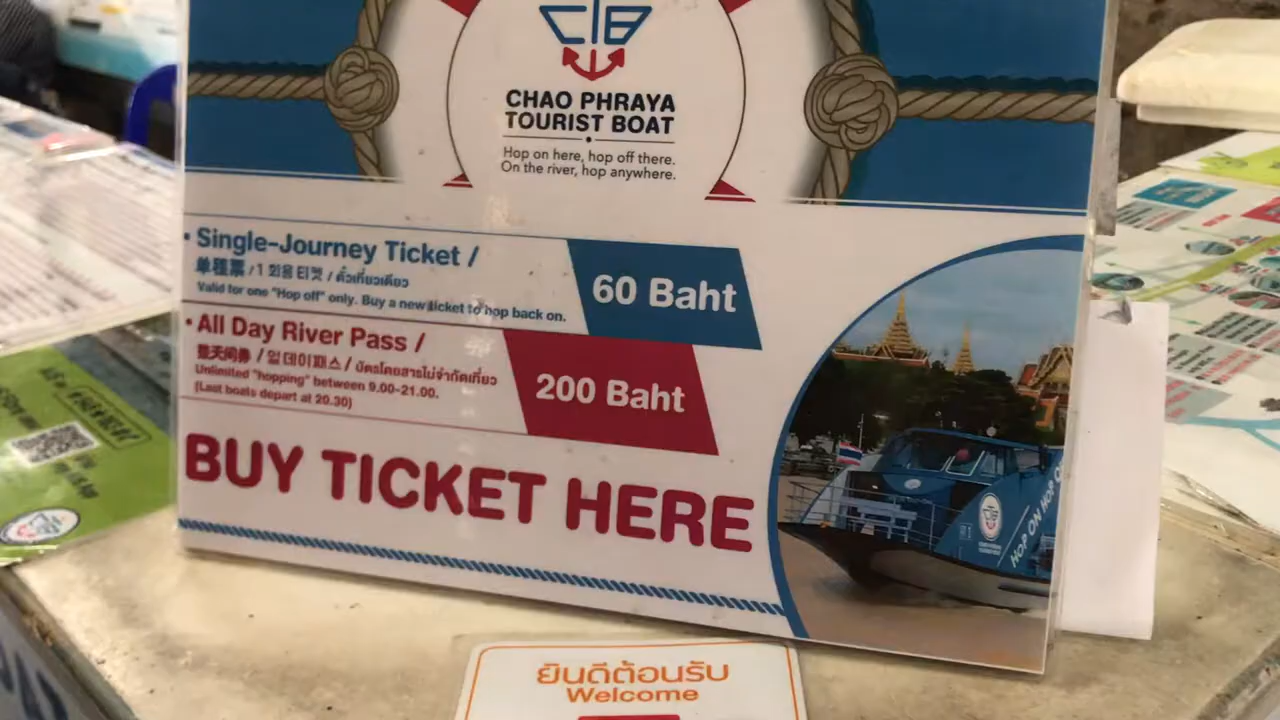 CTB
CHAO PHRAYA
TOURIST BOAT
Hop on here, hop off there.
On the river, hop anywhere.
• Single-Journey Ticket /
单程票 / 1 회용 티켓 / ตั๋วเที่ยวเดียว
Valid for one "Hop off" only. Buy a new ticket to hop back on.
60 Baht
• All Day River Pass /
整天问券 / 일 데이 패스 / บัตรโดยสารไม่จำกัดเที่ยว
Unlimited "hopping" between 9.00-21.00.
(Last boats depart at 20.30)
200 Baht
BUY TICKET HERE
HOP ON HOP
ยินดีต้อนรับ
Welcome